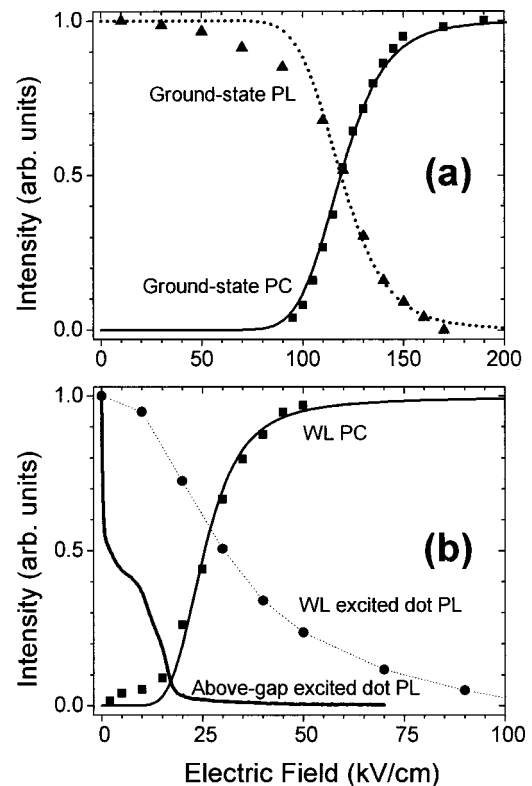 Intensity (arb. units)
1.0
0.5
0.0
Ground-state PL
Ground-state PC
(a)
0 50 100 150 200
Intensity (arb. units)
1.0
0.5
0.0
WL PC
(b)
WL excited dot PL
Above-gap excited dot PL
0 25 50 75 100
Electric Field (kV/cm)